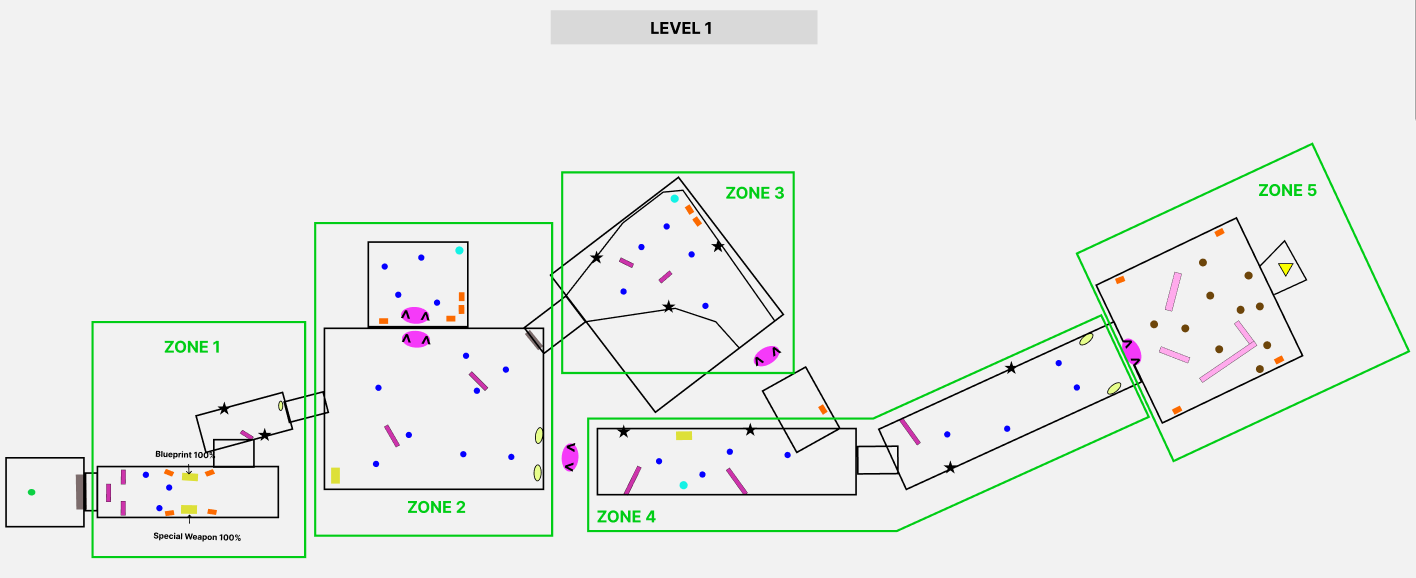 LEVEL 1
ZONE 1
Blueprint 100%
Special Weapon 100%
ZONE 2
ZONE 3
ZONE 4
ZONE 5